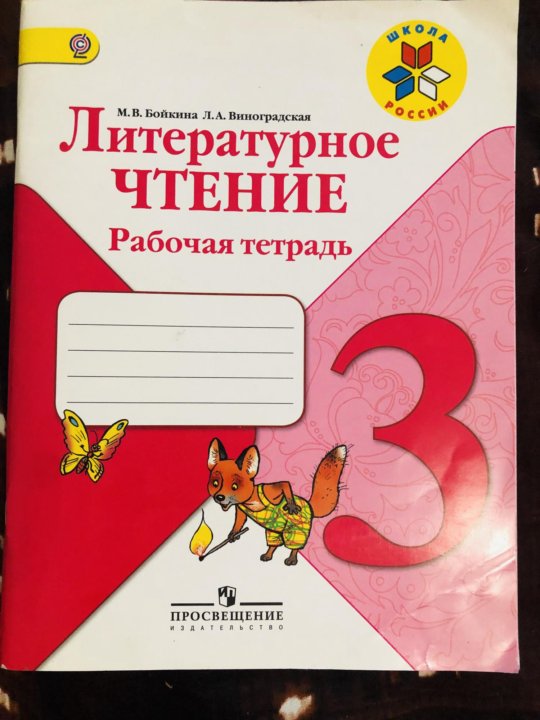 ШКОЛА
РОССИИ
М. В. Бойкина Л. А. Виноградская
Литературное
ЧТЕНИЕ
Рабочая тетрадь
3
ПРОСВЕЩЕНИЕ
ИЗДАТЕЛЬСТВО